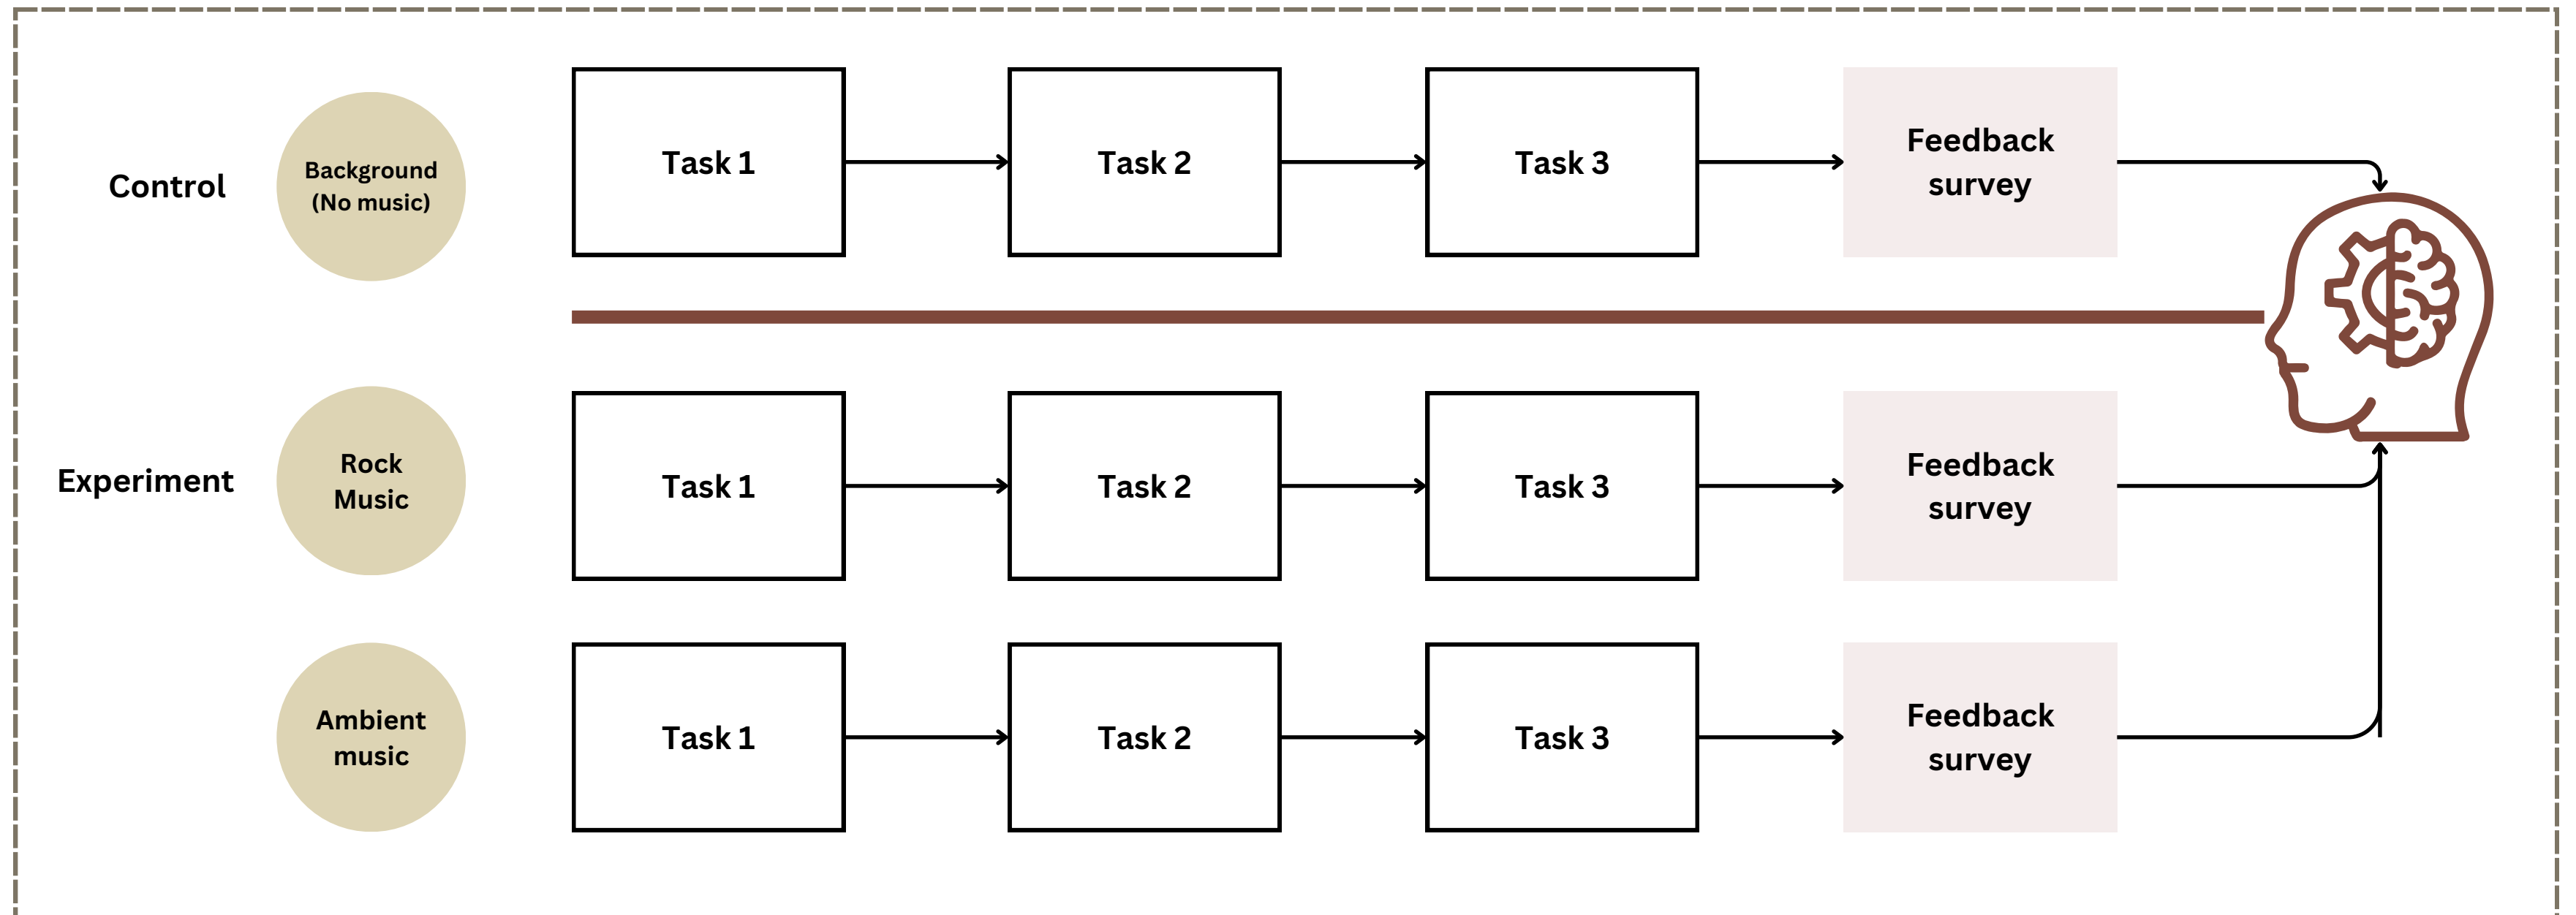 Control
Background
(No music)
Task 1
Task 2
Task 3
Feedback
survey
Experiment
Rock
Music
Task 1
Task 2
Task 3
Feedback
survey
Ambient
music
Task 1
Task 2
Task 3
Feedback
survey